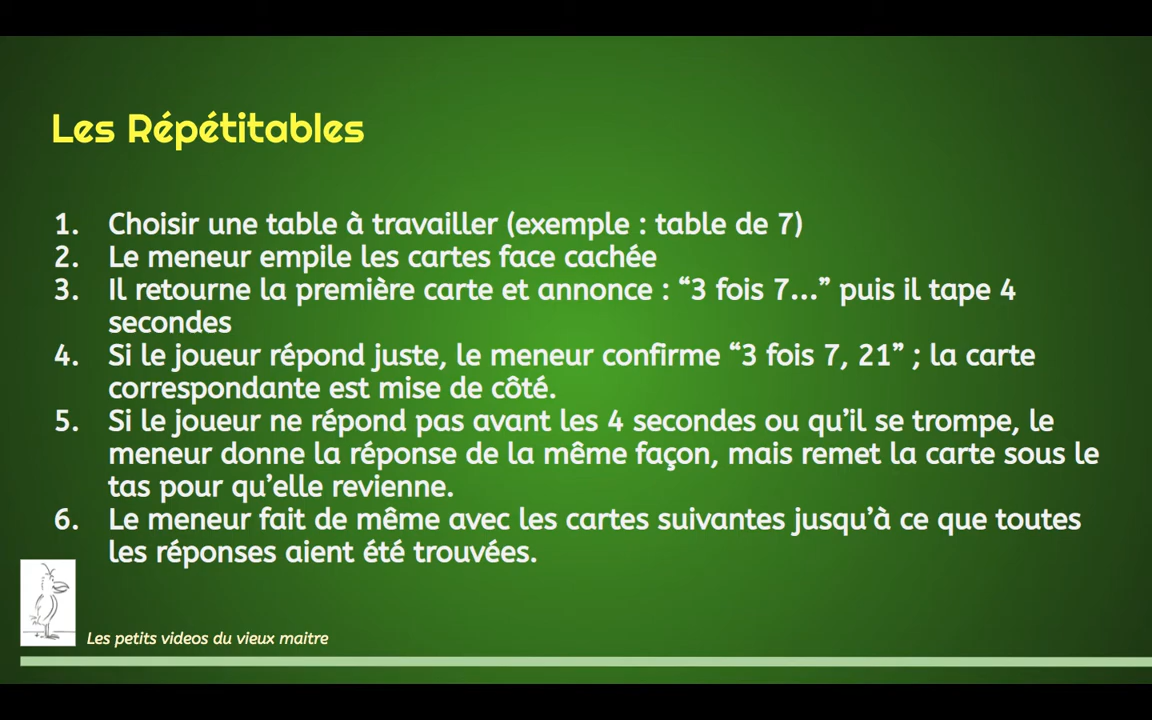 Les Répétitables
1. Choisir une table à travailler (exemple : table de 7)
2. Le meneur empile les cartes face cachée
3. Il retourne la première carte et annonce : “3 fois 7...” puis il tape 4
secondes
4. Si le joueur répond juste, le meneur confirme “3 fois 7, 21” ; la carte
correspondante est mise de côté.
5. Si le joueur ne répond pas avant les 4 secondes ou qu’il se trompe, le
meneur donne la réponse de la même façon, mais remet la carte sous le
tas pour qu’elle revienne.
6. Le meneur fait de même avec les cartes suivantes jusqu’à ce que toutes
les réponses aient été trouvées.
Les petits videos du vieux maitre